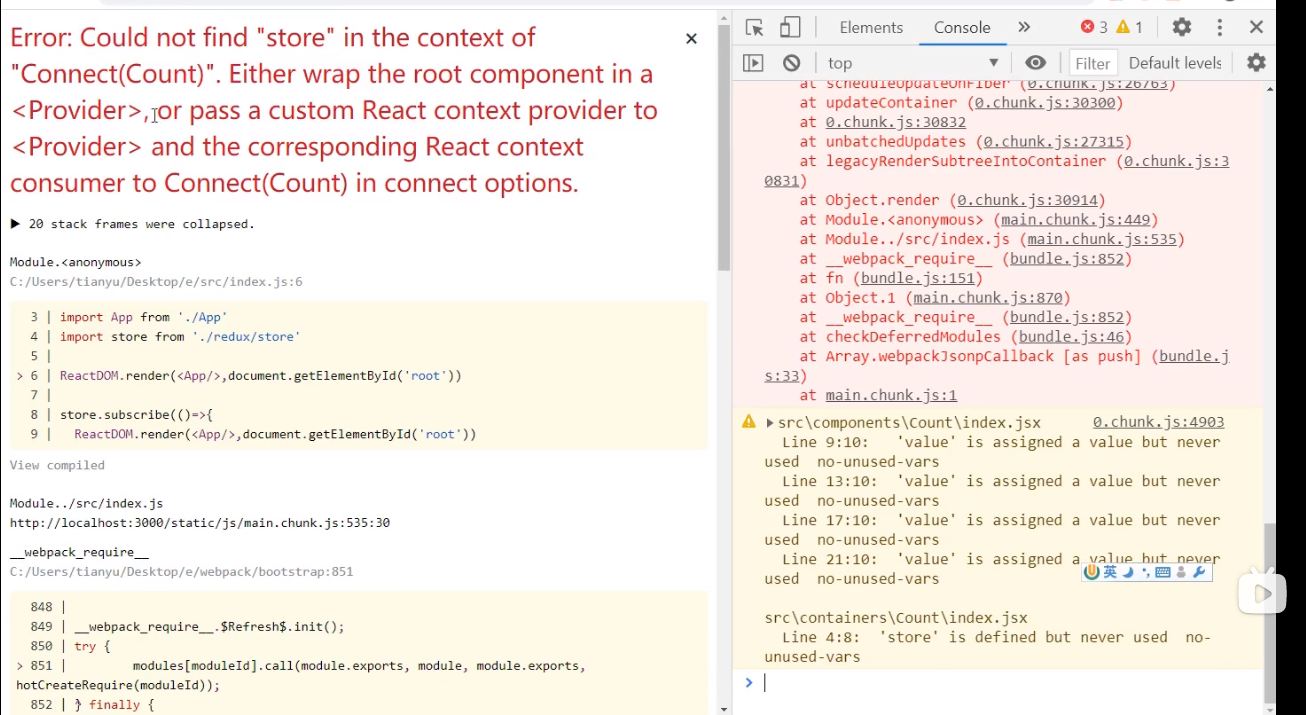 Error: Could not find "store" in the context of
"Connect(Count)". Either wrap the root component in a
<Provider>, or pass a custom React context provider to
<Provider> and the corresponding React context
consumer to Connect(Count) in connect options.
▶ 20 stack frames were collapsed.
Module.<anonymous>
C:/Users/tianyu/Desktop/e/src/index.js:6
3 | import App from './App'
4 | import store from './redux/store'
5 |
> 6 | ReactDOM.render(<App/>,document.getElementById('root'))
7 |
8 | store.subscribe(()=>{
9 |   ReactDOM.render(<App/>,document.getElementById('root'))
View compiled
Module../src/index.js
http://localhost:3000/static/js/main.chunk.js:535:30
__webpack_require__
C:/Users/tianyu/Desktop/e/webpack/bootstrap:851
848 |
849 | __webpack_require__.$Refresh$.init();
850 | try {
> 851 |         modules[moduleId].call(module.exports, module, module.exports,
hotCreateRequire(moduleId));
852 | } finally {
Elements Console » 3 1
top Filter Default levels
at scheduleUpdateOnFiber (0.chunk.js:26763)
at updateContainer (0.chunk.js:30300)
at 0.chunk.js:30832
at unbatchedUpdates (0.chunk.js:27315)
at legacyRenderSubtreeIntoContainer (0.chunk.js:3
0831)
at Object.render (0.chunk.js:30914)
at Module.<anonymous> (main.chunk.js:449)
at Module../src/index.js (main.chunk.js:535)
at __webpack_require__ (bundle.js:852)
at fn (bundle.js:151)
at Object.1 (main.chunk.js:870)
at __webpack_require__ (bundle.js:852)
at checkDeferredModules (bundle.js:46)
at Array.webpackJsonpCallback [as push] (bundle.j
s:33)
at main.chunk.js:1
▶ src\components\Count\index.jsx 0.chunk.js:4903
Line 9:10:  'value' is assigned a value but never
used  no-unused-vars
Line 13:10:  'value' is assigned a value but never
used  no-unused-vars
Line 17:10:  'value' is assigned a value but never
used  no-unused-vars
Line 21:10:  'value' is assigned a value but never
used  no-unused-vars
英
src\containers\Count\index.jsx
Line 4:8:  'store' is defined but never used  no-
unused-vars
>